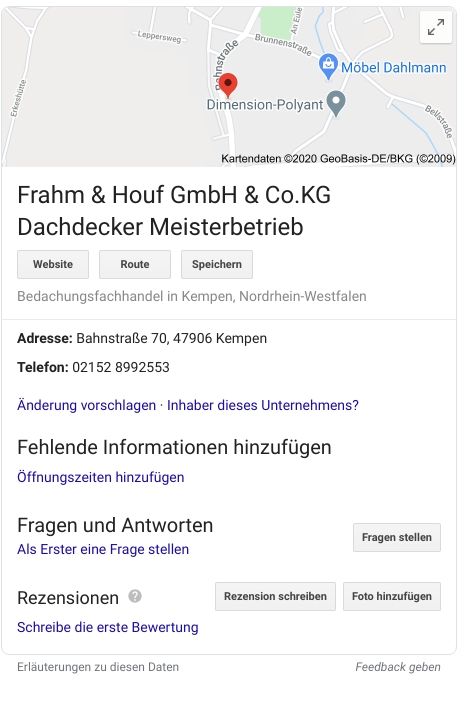 Leppersweg
Brunnenstraße
An Eule
Bahnstraße
Erkeshütte
Möbel Dahlmann
Dimension-Polyant
Bellstraße
Kartendaten ©2020 GeoBasis-DE/BKG (©2009)
Frahm & Houf GmbH & Co.KG
Dachdecker Meisterbetrieb
Website Route Speichern
Bedachungsfachhandel in Kempen, Nordrhein-Westfalen
Adresse: Bahnstraße 70, 47906 Kempen
Telefon: 02152 8992553
Änderung vorschlagen · Inhaber dieses Unternehmens?
Fehlende Informationen hinzufügen
Öffnungszeiten hinzufügen
Fragen und Antworten
Als Erster eine Frage stellen
Fragen stellen
Rezensionen ? Rezension schreiben Foto hinzufügen
Schreibe die erste Bewertung
Erläuterungen zu diesen Daten Feedback geben